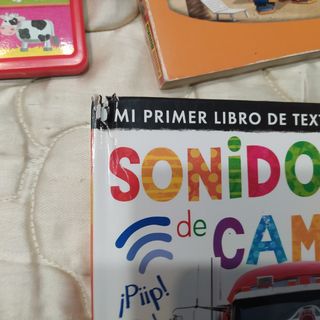 MI PRIMER LIBRO DE TEXT
SONiDO
de CAM
¡Piip!